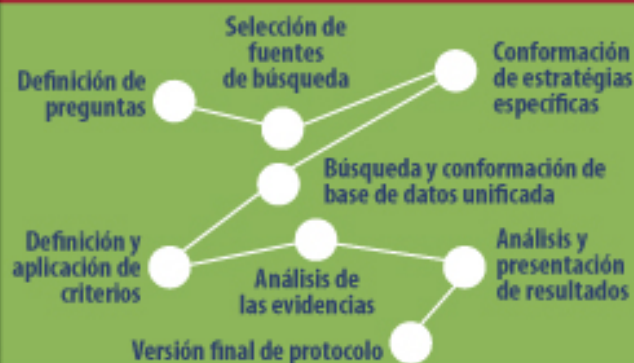 Definición de
preguntas
Selección de
fuentes
de búsqueda
Conformación
de estratégias
específicas
Búsqueda y conformación de
base de datos unificada
Definición y
aplicación de
criterios
Análisis de
las evidencias
Análisis y
presentación
de resultados
Versión final de protocolo